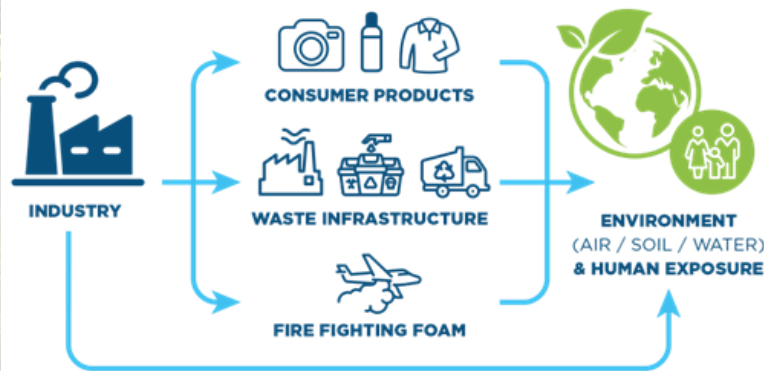 CONSUMER PRODUCTS
INDUSTRY
WASTE INFRASTRUCTURE
FIRE FIGHTING FOAM
ENVIRONMENT
(AIR / SOIL / WATER)
& HUMAN EXPOSURE